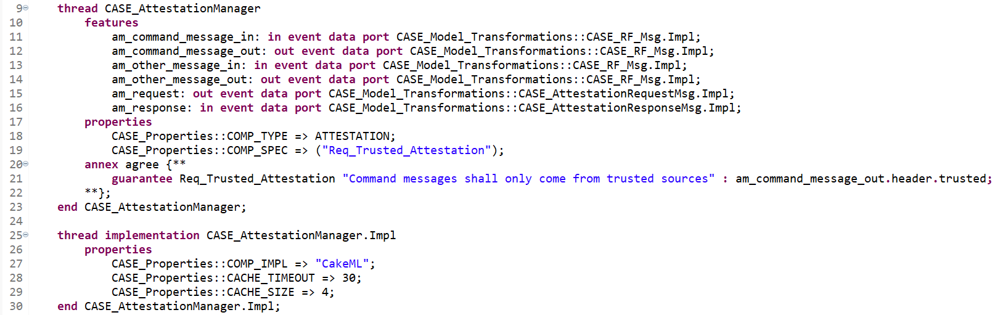 9 thread CASE_AttestationManager
10 features
11 am_command_message_in: in event data port CASE_Model_Transformations::CASE_RF_Msg.Impl;
12 am_command_message_out: out event data port CASE_Model_Transformations::CASE_RF_Msg.Impl;
13 am_other_message_in: in event data port CASE_Model_Transformations::CASE_RF_Msg.Impl;
14 am_other_message_out: out event data port CASE_Model_Transformations::CASE_RF_Msg.Impl;
15 am_request: out event data port CASE_Model_Transformations::CASE_AttestationRequestMsg.Impl;
16 am_response: in event data port CASE_Model_Transformations::CASE_AttestationResponseMsg.Impl;
17 properties
18 CASE_Properties::COMP_TYPE => ATTESTATION;
19 CASE_Properties::COMP_SPEC => ("Req_Trusted_Attestation");
20 annex agree {**
21 guarantee Req_Trusted_Attestation "Command messages shall only come from trusted sources" : am_command_message_out.header.trusted;
22 **};
23 end CASE_AttestationManager;
24
25 thread implementation CASE_AttestationManager.Impl
26 properties
27 CASE_Properties::COMP_IMPL => "CakeML";
28 CASE_Properties::CACHE_TIMEOUT => 30;
29 CASE_Properties::CACHE_SIZE => 4;
30 end CASE_AttestationManager.Impl;